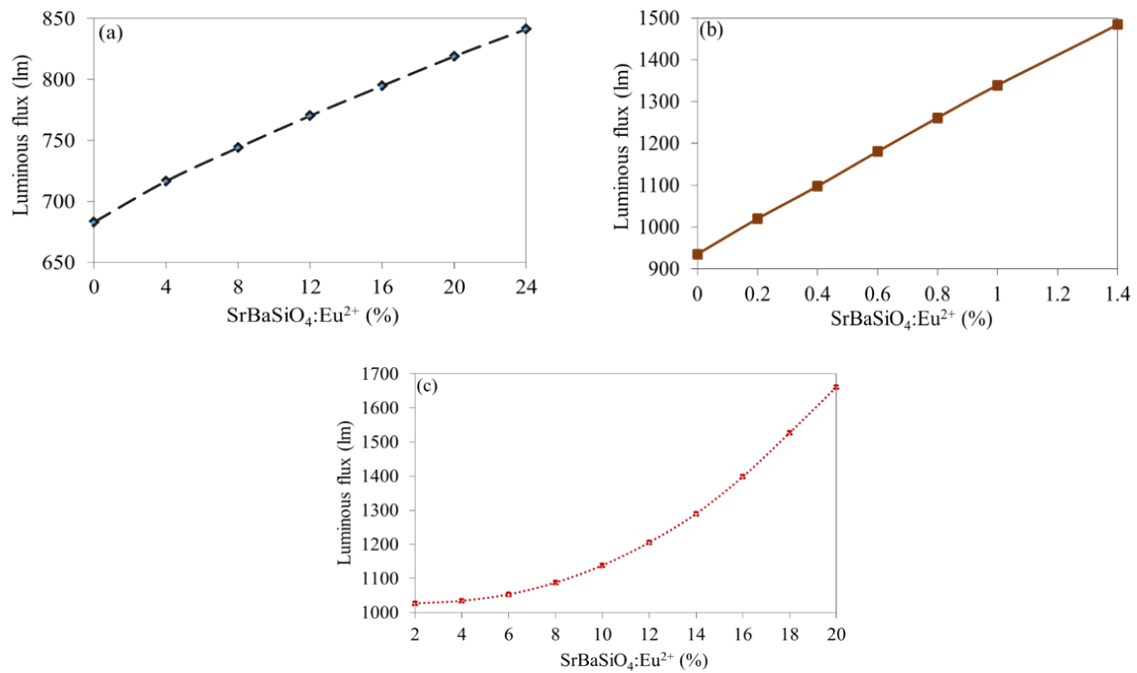 (a)
Luminous flux (lm)
850
800
750
700
650
0 4 8 12 16 20 24
SrBaSiO₄:Eu²⁺ (%)
(b)
Luminous flux (lm)
1500
1400
1300
1200
1100
1000
900
0 0.2 0.4 0.6 0.8 1 1.2 1.4
SrBaSiO₄:Eu²⁺ (%)
(c)
Luminous flux (lm)
1700
1600
1500
1400
1300
1200
1100
1000
2 4 6 8 10 12 14 16 18 20
SrBaSiO₄:Eu²⁺ (%)